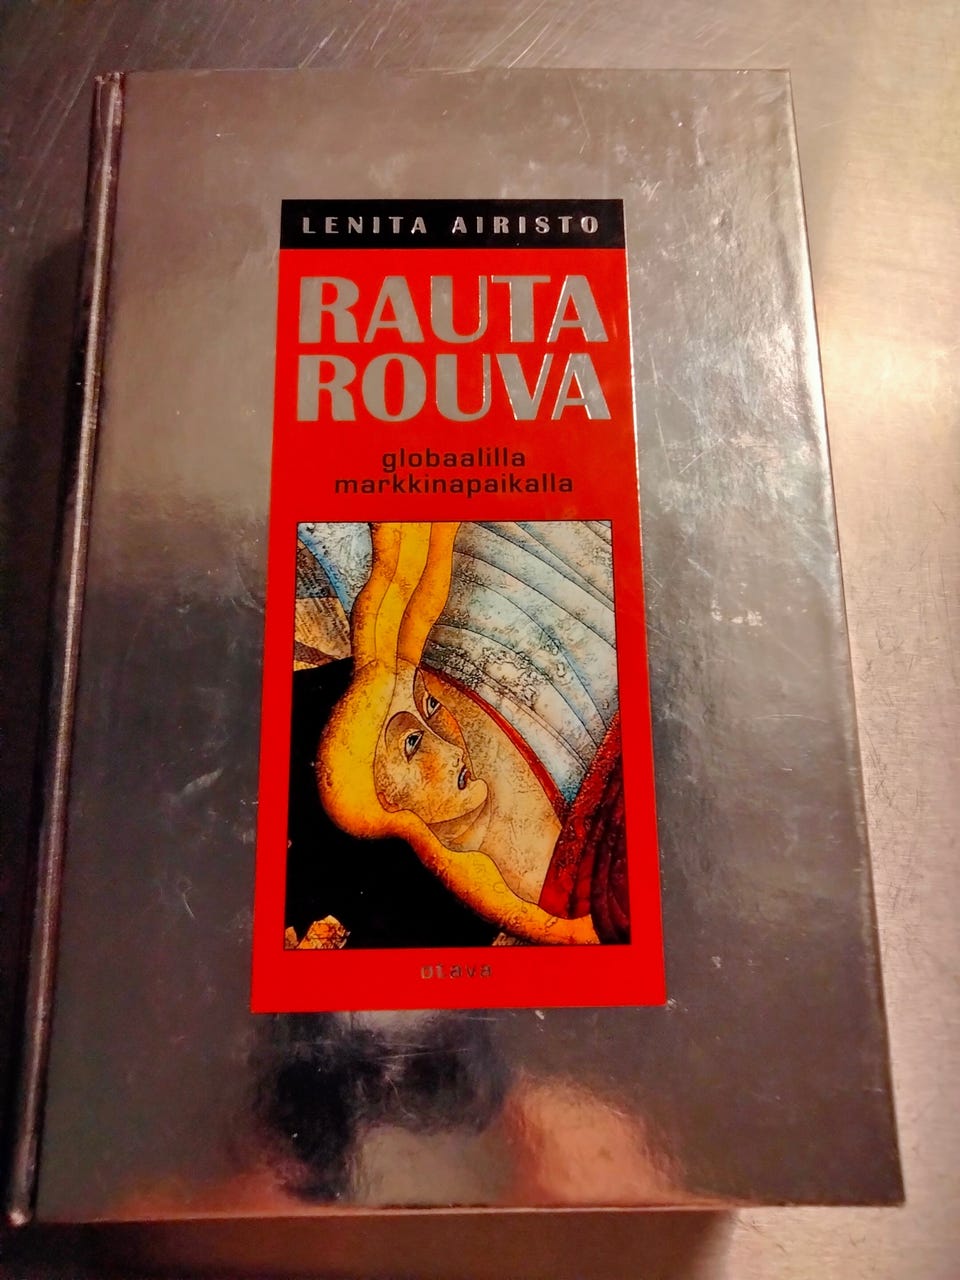 LENITA AIRISTO
RAUTA
ROUVA
globaalilla
markkinapaikalla
otava